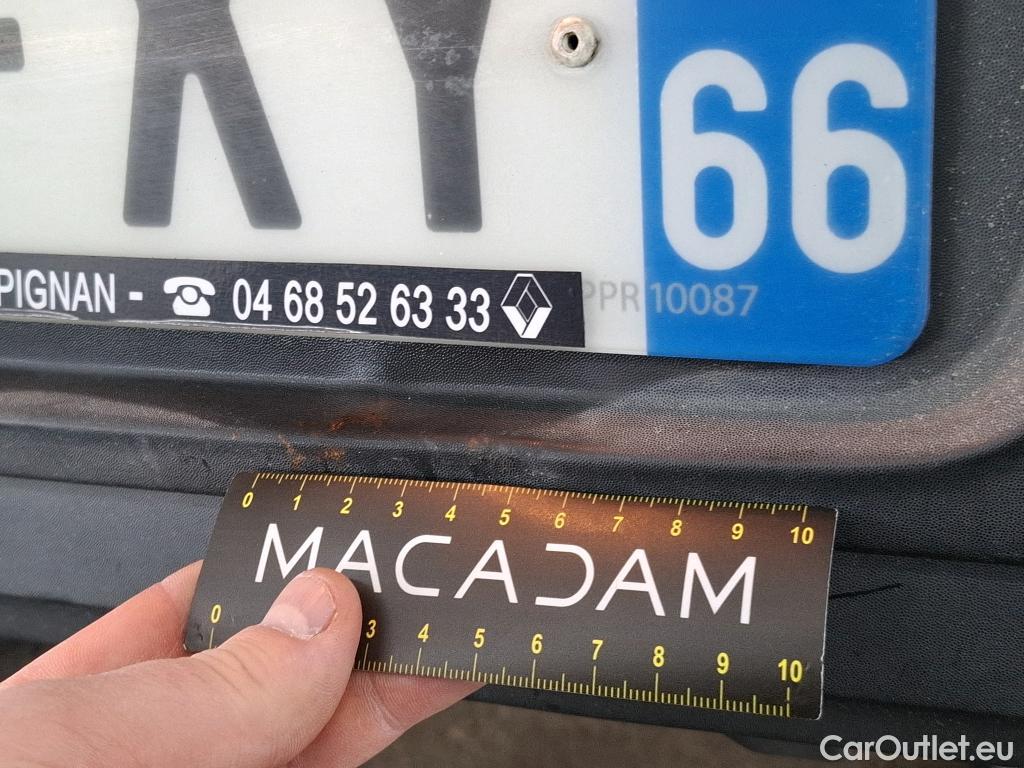 XY
66
PIGNAN - ☎ 04 68 52 63 33
PPR 10087
0 1 2 3 4 5 6 7 8 9 10
MACADAM
0 3 4 5 6 7 8 9 10
CarOutlet.eu